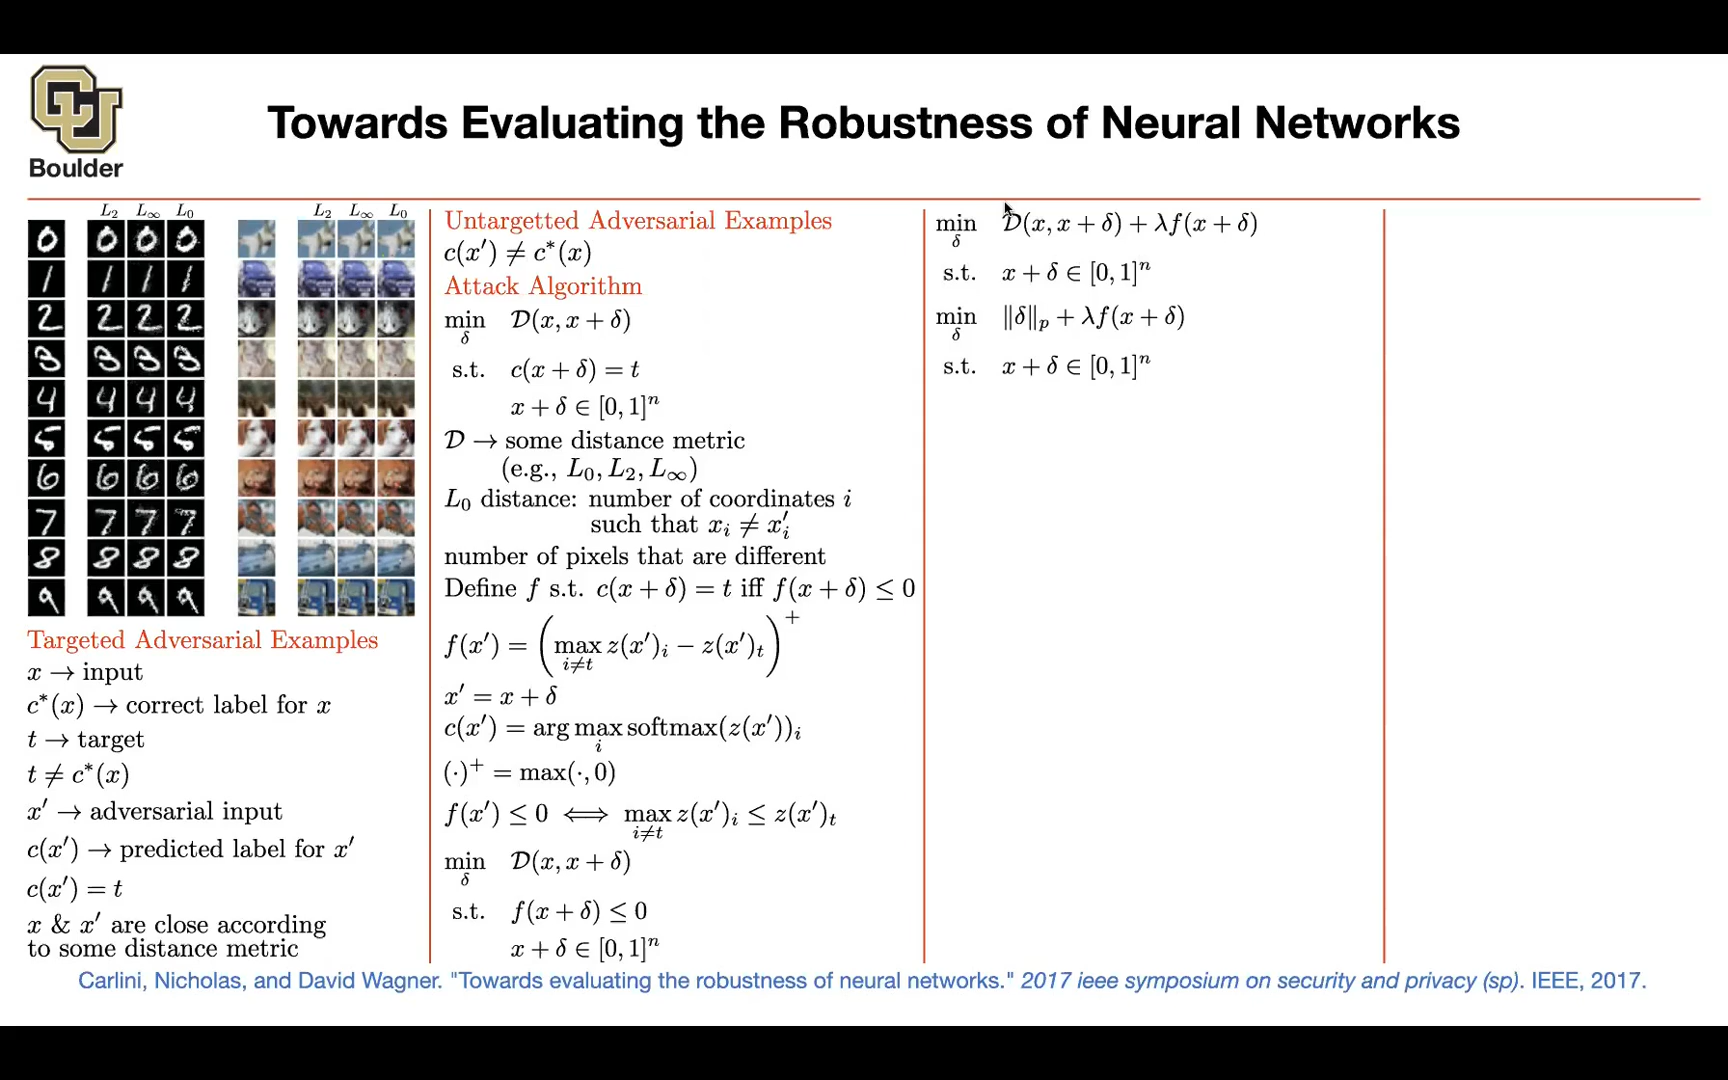 CU
Boulder
Towards Evaluating the Robustness of Neural Networks
L₂ L∞ L₀
L₂ L∞ L₀
Targeted Adversarial Examples
x → input
c*(x) → correct label for x
t → target
t ≠ c*(x)
x′ → adversarial input
c(x′) → predicted label for x′
c(x′) = t
x & x′ are close according
to some distance metric
Untargetted Adversarial Examples
c(x′) ≠ c*(x)
Attack Algorithm
min_δ 𝒟(x, x + δ)
s.t. c(x + δ) = t
x + δ ∈ [0, 1]ⁿ
𝒟 → some distance metric
(e.g., L₀, L₂, L∞)
L₀ distance: number of coordinates i
such that xᵢ ≠ x′ᵢ
number of pixels that are different
Define f s.t. c(x + δ) = t iff f(x + δ) ≤ 0
f(x′) = (max_{i≠t} z(x′)ᵢ − z(x′)ₜ)⁺
x′ = x + δ
c(x′) = arg max_i softmax(z(x′))ᵢ
(·)⁺ = max(·, 0)
f(x′) ≤ 0 ⟺ max_{i≠t} z(x′)ᵢ ≤ z(x′)ₜ
min_δ 𝒟(x, x + δ)
s.t. f(x + δ) ≤ 0
x + δ ∈ [0, 1]ⁿ
min_δ 𝒟(x, x + δ) + λf(x + δ)
s.t. x + δ ∈ [0, 1]ⁿ
min_δ ‖δ‖ₚ + λf(x + δ)
s.t. x + δ ∈ [0, 1]ⁿ
Carlini, Nicholas, and David Wagner. "Towards evaluating the robustness of neural networks." 2017 ieee symposium on security and privacy (sp). IEEE, 2017.